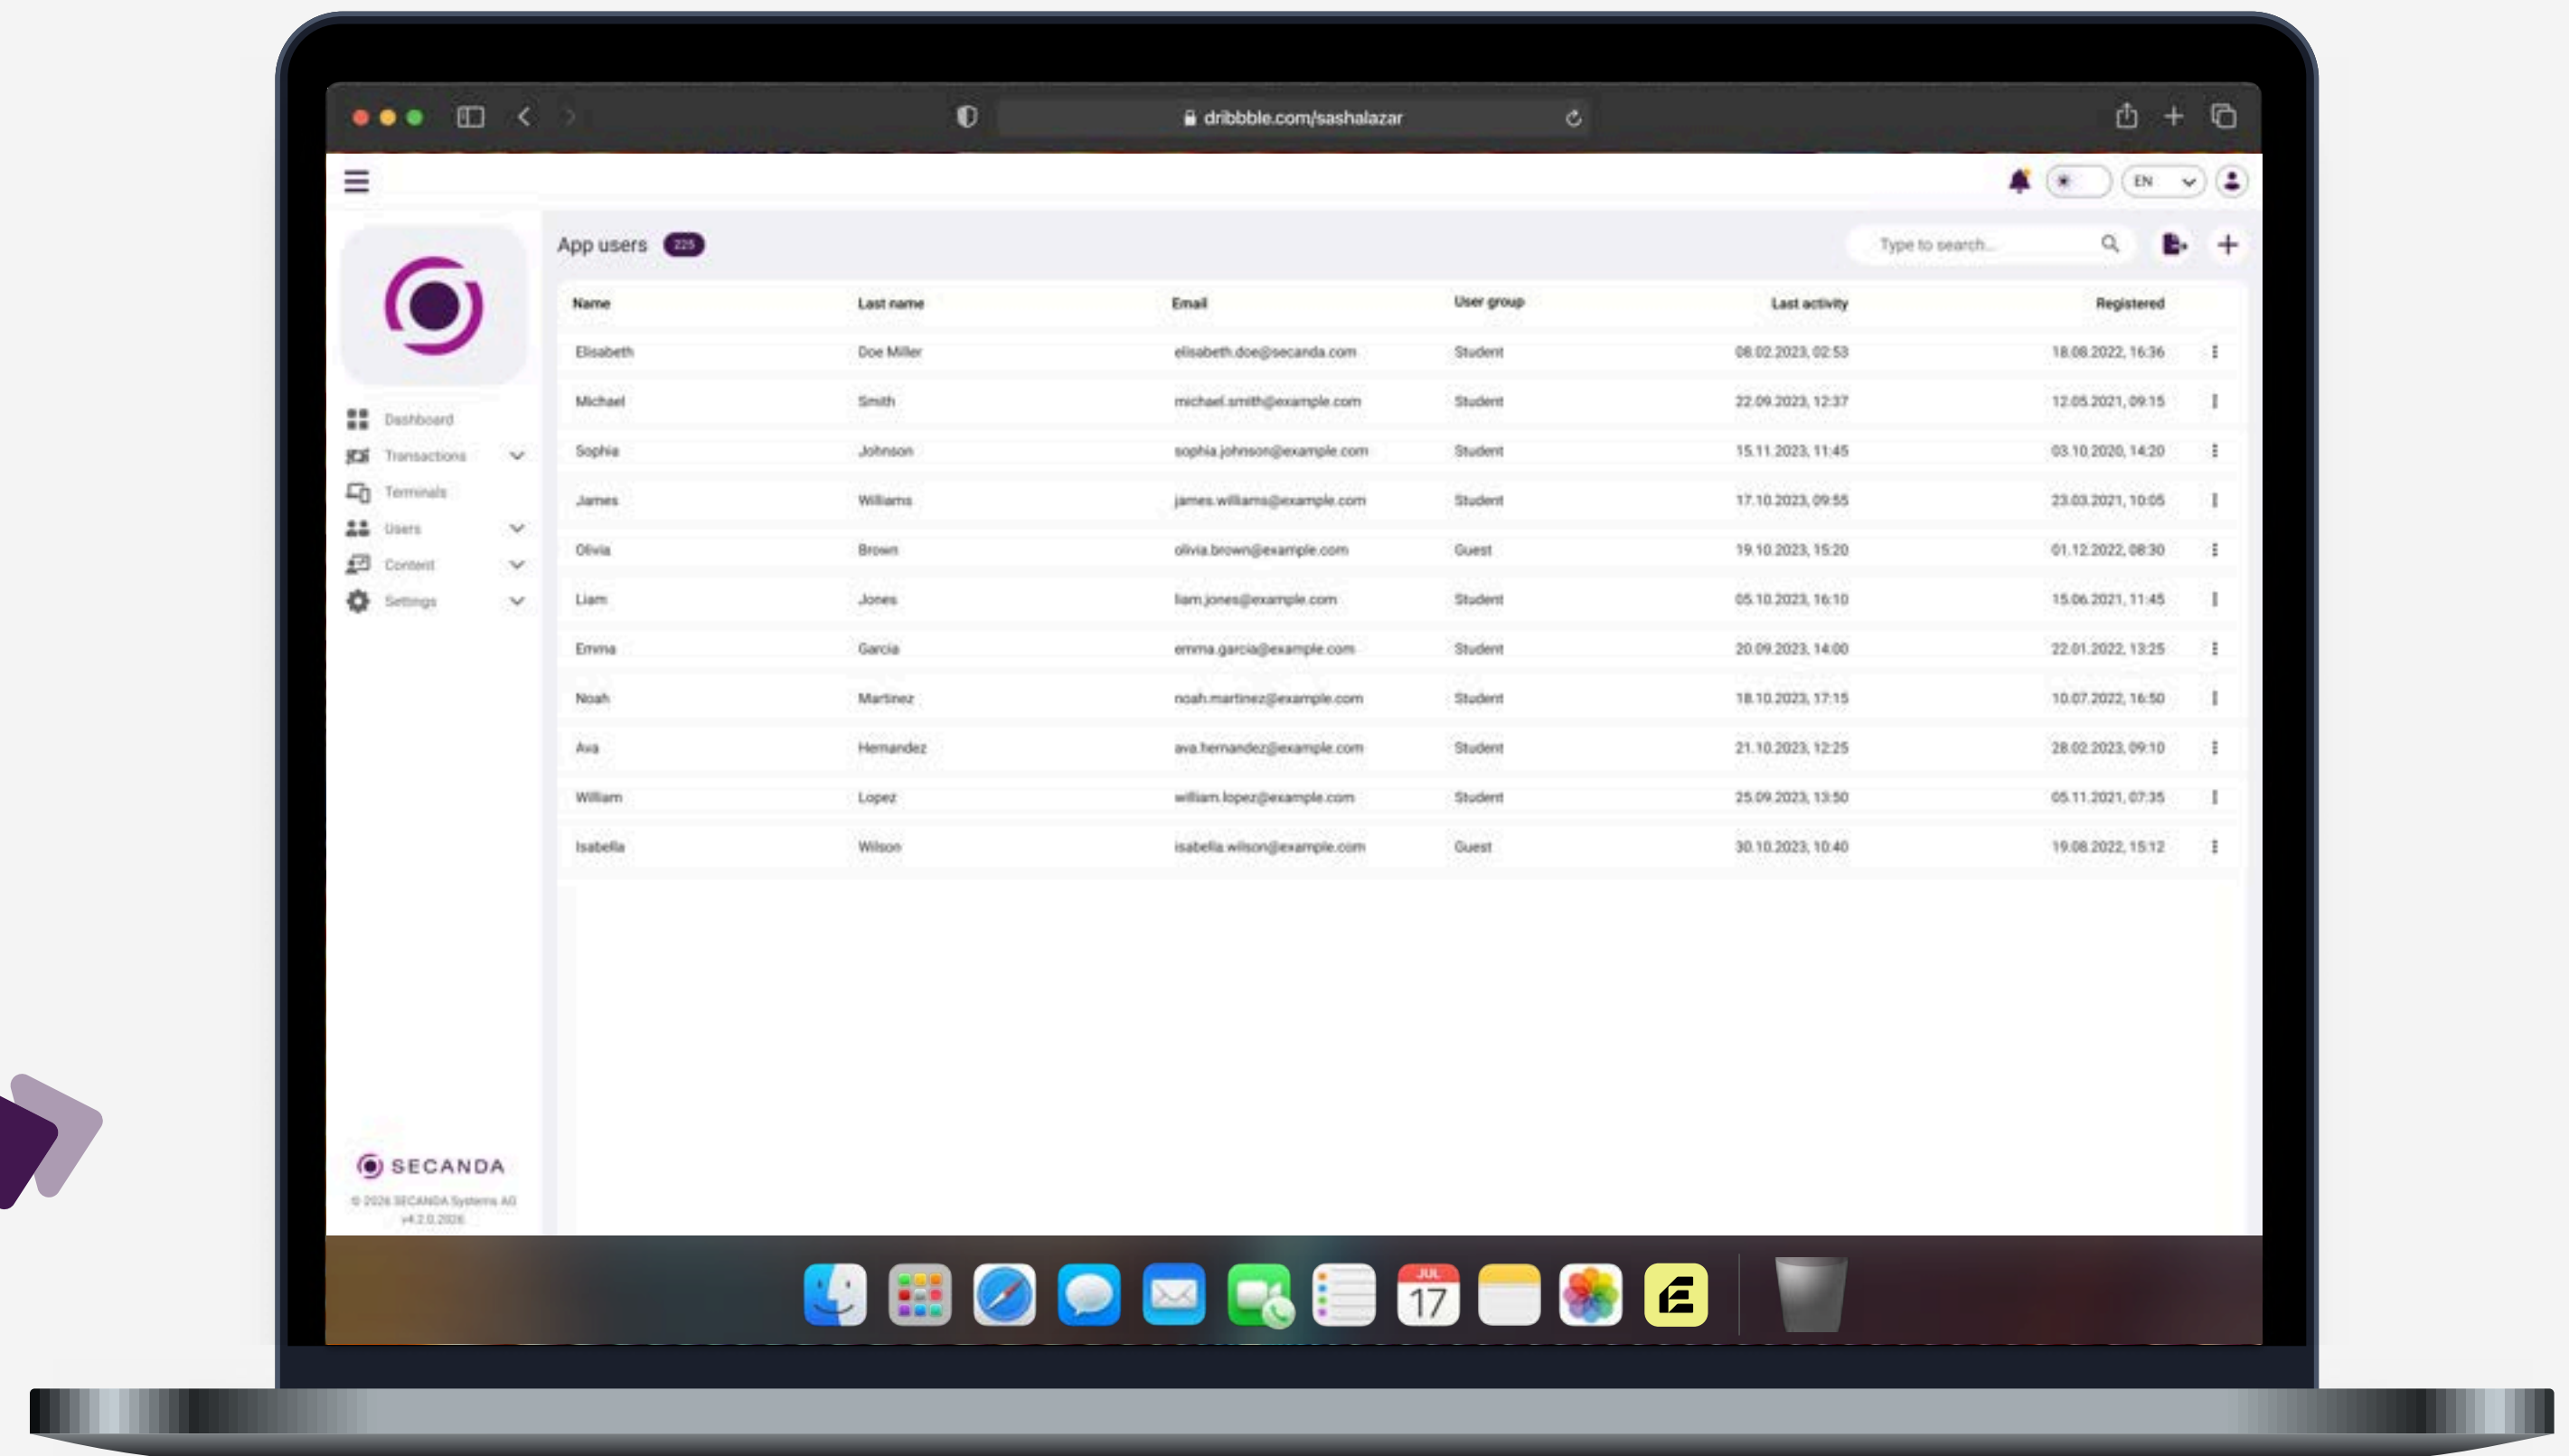 dribbble.com/sashalazar
EN
App users 225
Type to search...
Name Last name Email User group Last activity Registered
Elisabeth Doe Miller elisabeth.doe@secanda.com Student 08.02.2023, 02:53 18.08.2022, 16:36
Michael Smith michael.smith@example.com Student 22.09.2023, 12:37 12.05.2021, 09:15
Sophia Johnson sophia.johnson@example.com Student 15.11.2023, 11:45 03.10.2020, 14:20
James Williams james.williams@example.com Student 17.10.2023, 09:55 23.03.2021, 10:05
Olivia Brown olivia.brown@example.com Guest 19.10.2023, 15:20 01.12.2022, 08:30
Liam Jones liam.jones@example.com Student 05.10.2023, 16:10 15.06.2021, 11:45
Emma Garcia emma.garcia@example.com Student 20.09.2023, 14:00 22.01.2022, 13:25
Noah Martinez noah.martinez@example.com Student 18.10.2023, 17:15 10.07.2022, 16:50
Ava Hernandez ava.hernandez@example.com Student 21.10.2023, 12:25 28.02.2023, 09:10
William Lopez william.lopez@example.com Student 25.09.2023, 13:50 05.11.2021, 07:35
Isabella Wilson isabella.wilson@example.com Guest 30.10.2023, 10:40 19.08.2022, 15:12
Dashboard
Transactions
Terminals
Users
Content
Settings
SECANDA
© 2026 SECANDA Systems AG
v4.2.0.2026
JUL
17